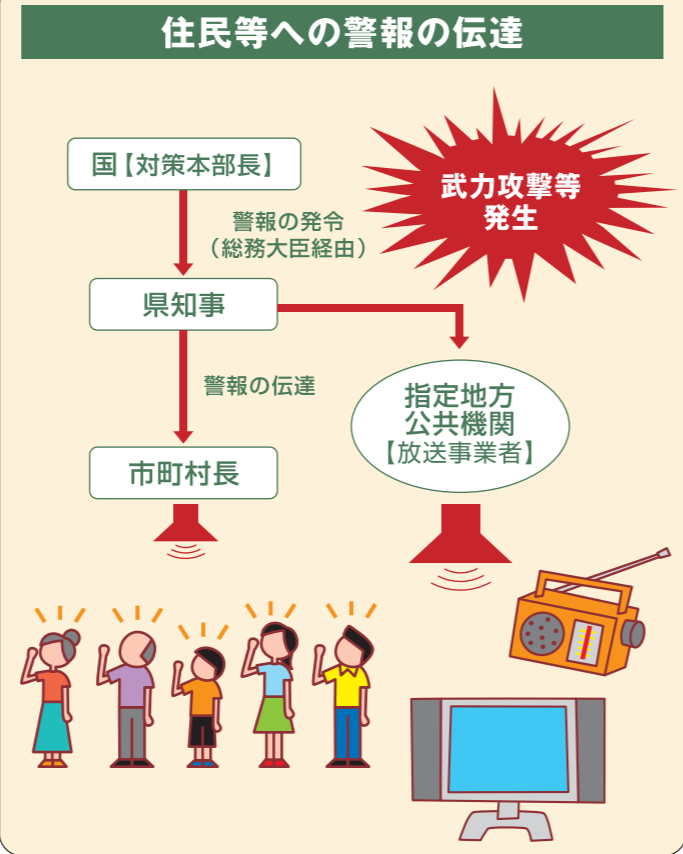 住民等への警報の伝達
国【対策本部長】
武力攻撃等
発生
警報の発令
（総務大臣経由）
県知事
警報の伝達
指定地方
公共機関
【放送事業者】
市町村長